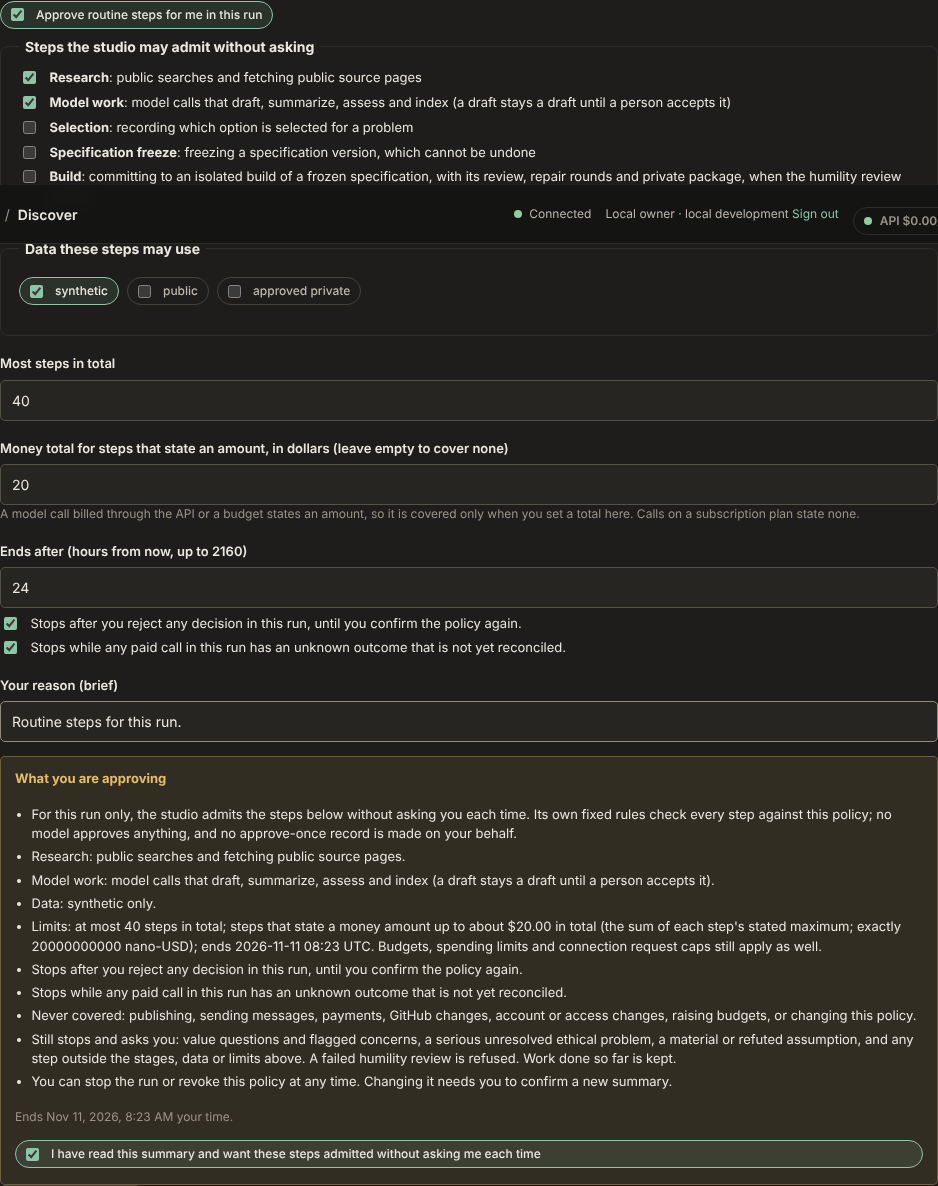 Approve routine steps for me in this run
Steps the studio may admit without asking
Research: public searches and fetching public source pages
Model work: model calls that draft, summarize, assess and index (a draft stays a draft until a person accepts it)
Selection: recording which option is selected for a problem
Specification freeze: freezing a specification version, which cannot be undone
Build: committing to an isolated build of a frozen specification, with its review, repair rounds and private package, when the humility review
/ Discover
Connected Local owner · local development Sign out
API $0.00
Data these steps may use
synthetic
public
approved private
Most steps in total
40
Money total for steps that state an amount, in dollars (leave empty to cover none)
20
A model call billed through the API or a budget states an amount, so it is covered only when you set a total here. Calls on a subscription plan state none.
Ends after (hours from now, up to 2160)
24
Stops after you reject any decision in this run, until you confirm the policy again.
Stops while any paid call in this run has an unknown outcome that is not yet reconciled.
Your reason (brief)
Routine steps for this run.
What you are approving
• For this run only, the studio admits the steps below without asking you each time. Its own fixed rules check every step against this policy; no
model approves anything, and no approve-once record is made on your behalf.
• Research: public searches and fetching public source pages.
• Model work: model calls that draft, summarize, assess and index (a draft stays a draft until a person accepts it).
• Data: synthetic only.
• Limits: at most 40 steps in total; steps that state a money amount up to about $20.00 in total (the sum of each step's stated maximum; exactly
20000000000 nano-USD); ends 2026-11-11 08:23 UTC. Budgets, spending limits and connection request caps still apply as well.
• Stops after you reject any decision in this run, until you confirm the policy again.
• Stops while any paid call in this run has an unknown outcome that is not yet reconciled.
• Never covered: publishing, sending messages, payments, GitHub changes, account or access changes, raising budgets, or changing this policy.
• Still stops and asks you: value questions and flagged concerns, a serious unresolved ethical problem, a material or refuted assumption, and any
step outside the stages, data or limits above. A failed humility review is refused. Work done so far is kept.
• You can stop the run or revoke this policy at any time. Changing it needs you to confirm a new summary.
Ends Nov 11, 2026, 8:23 AM your time.
I have read this summary and want these steps admitted without asking me each time